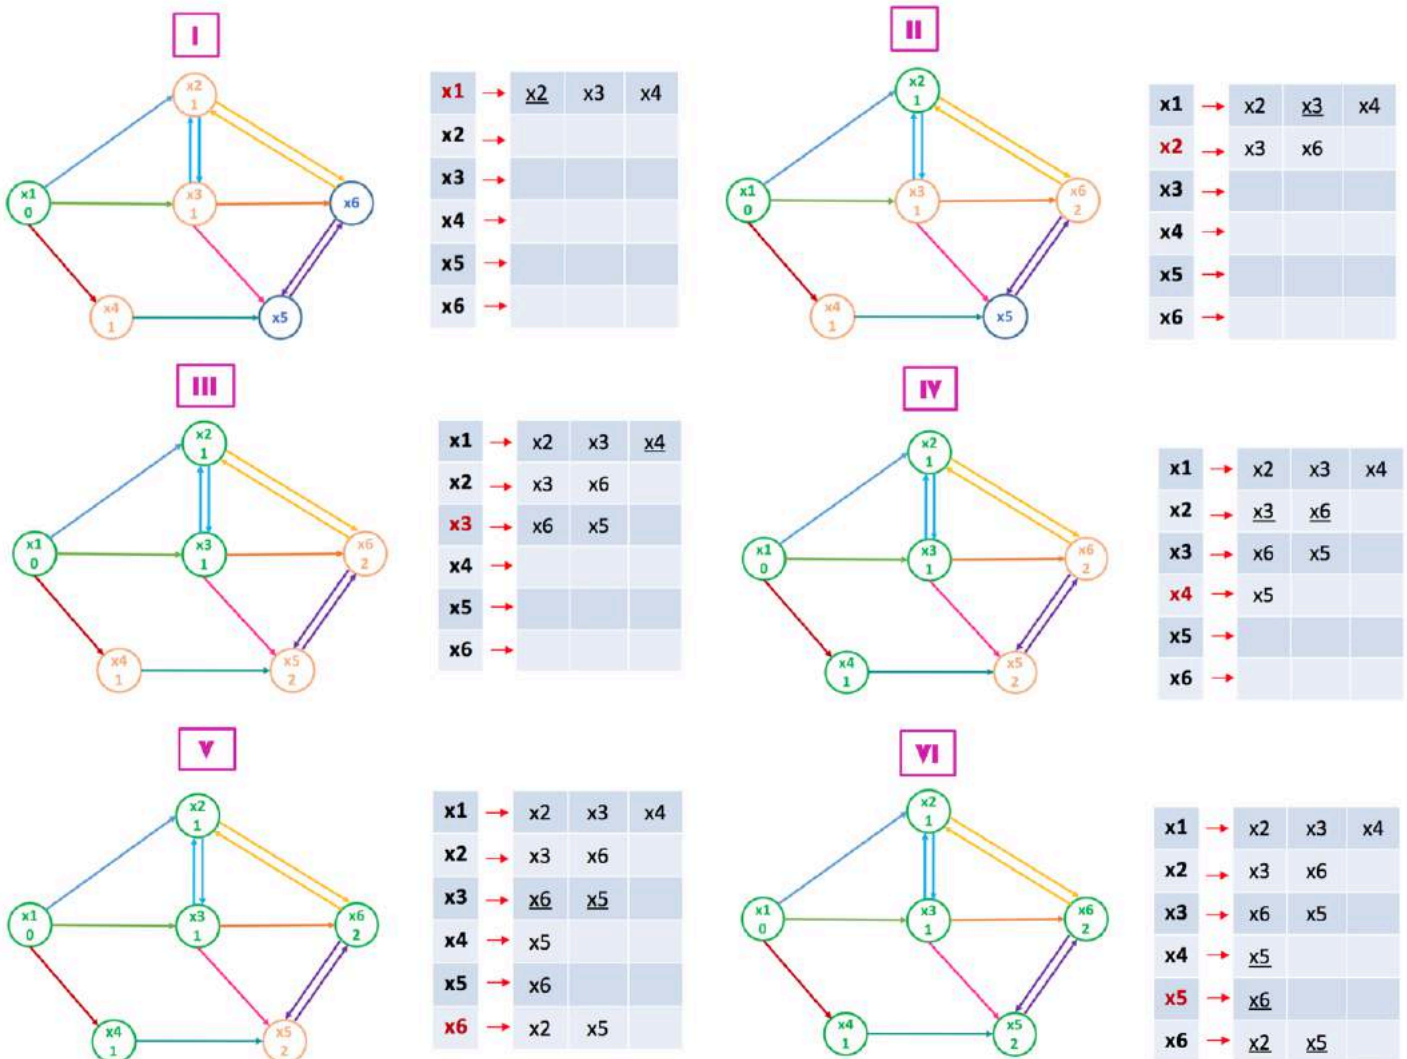 I
x2
1
x1
0
x3
1
x6
x4
1
x5
x1 → x2 x3 x4
x2 →
x3 →
x4 →
x5 →
x6 →
II
x2
1
x1
0
x3
1
x6
2
x4
1
x5
x1 → x2 x3 x4
x2 → x3 x6
x3 →
x4 →
x5 →
x6 →
III
x2
1
x1
0
x3
1
x6
2
x4
1
x5
2
x1 → x2 x3 x4
x2 → x3 x6
x3 → x6 x5
x4 →
x5 →
x6 →
IV
x2
1
x1
0
x3
1
x6
2
x4
1
x5
2
x1 → x2 x3 x4
x2 → x3 x6
x3 → x6 x5
x4 → x5
x5 →
x6 →
V
x2
1
x1
0
x3
1
x6
2
x4
1
x5
2
x1 → x2 x3 x4
x2 → x3 x6
x3 → x6 x5
x4 → x5
x5 → x6
x6 → x2 x5
VI
x2
1
x1
0
x3
1
x6
2
x4
1
x5
2
x1 → x2 x3 x4
x2 → x3 x6
x3 → x6 x5
x4 → x5
x5 → x6
x6 → x2 x5